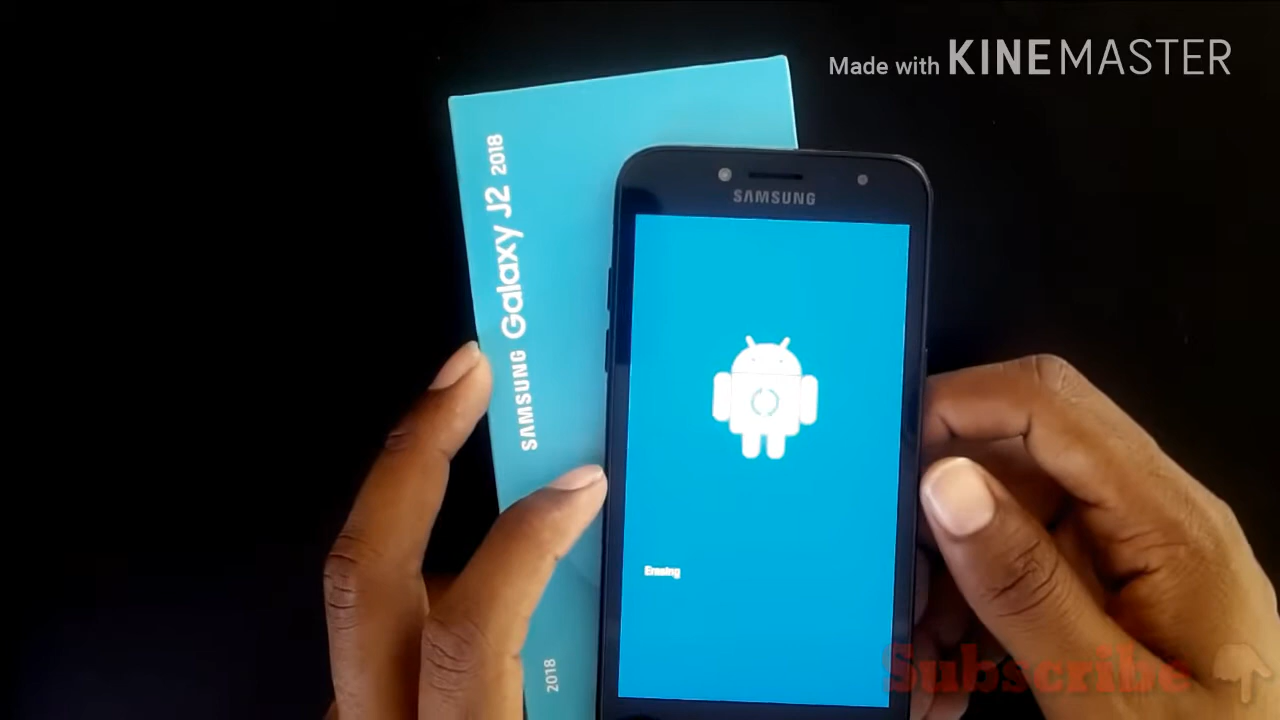 Made with KINEMASTER
SAMSUNG Galaxy J2 2018
SAMSUNG
Erasing
2018
Subscribe